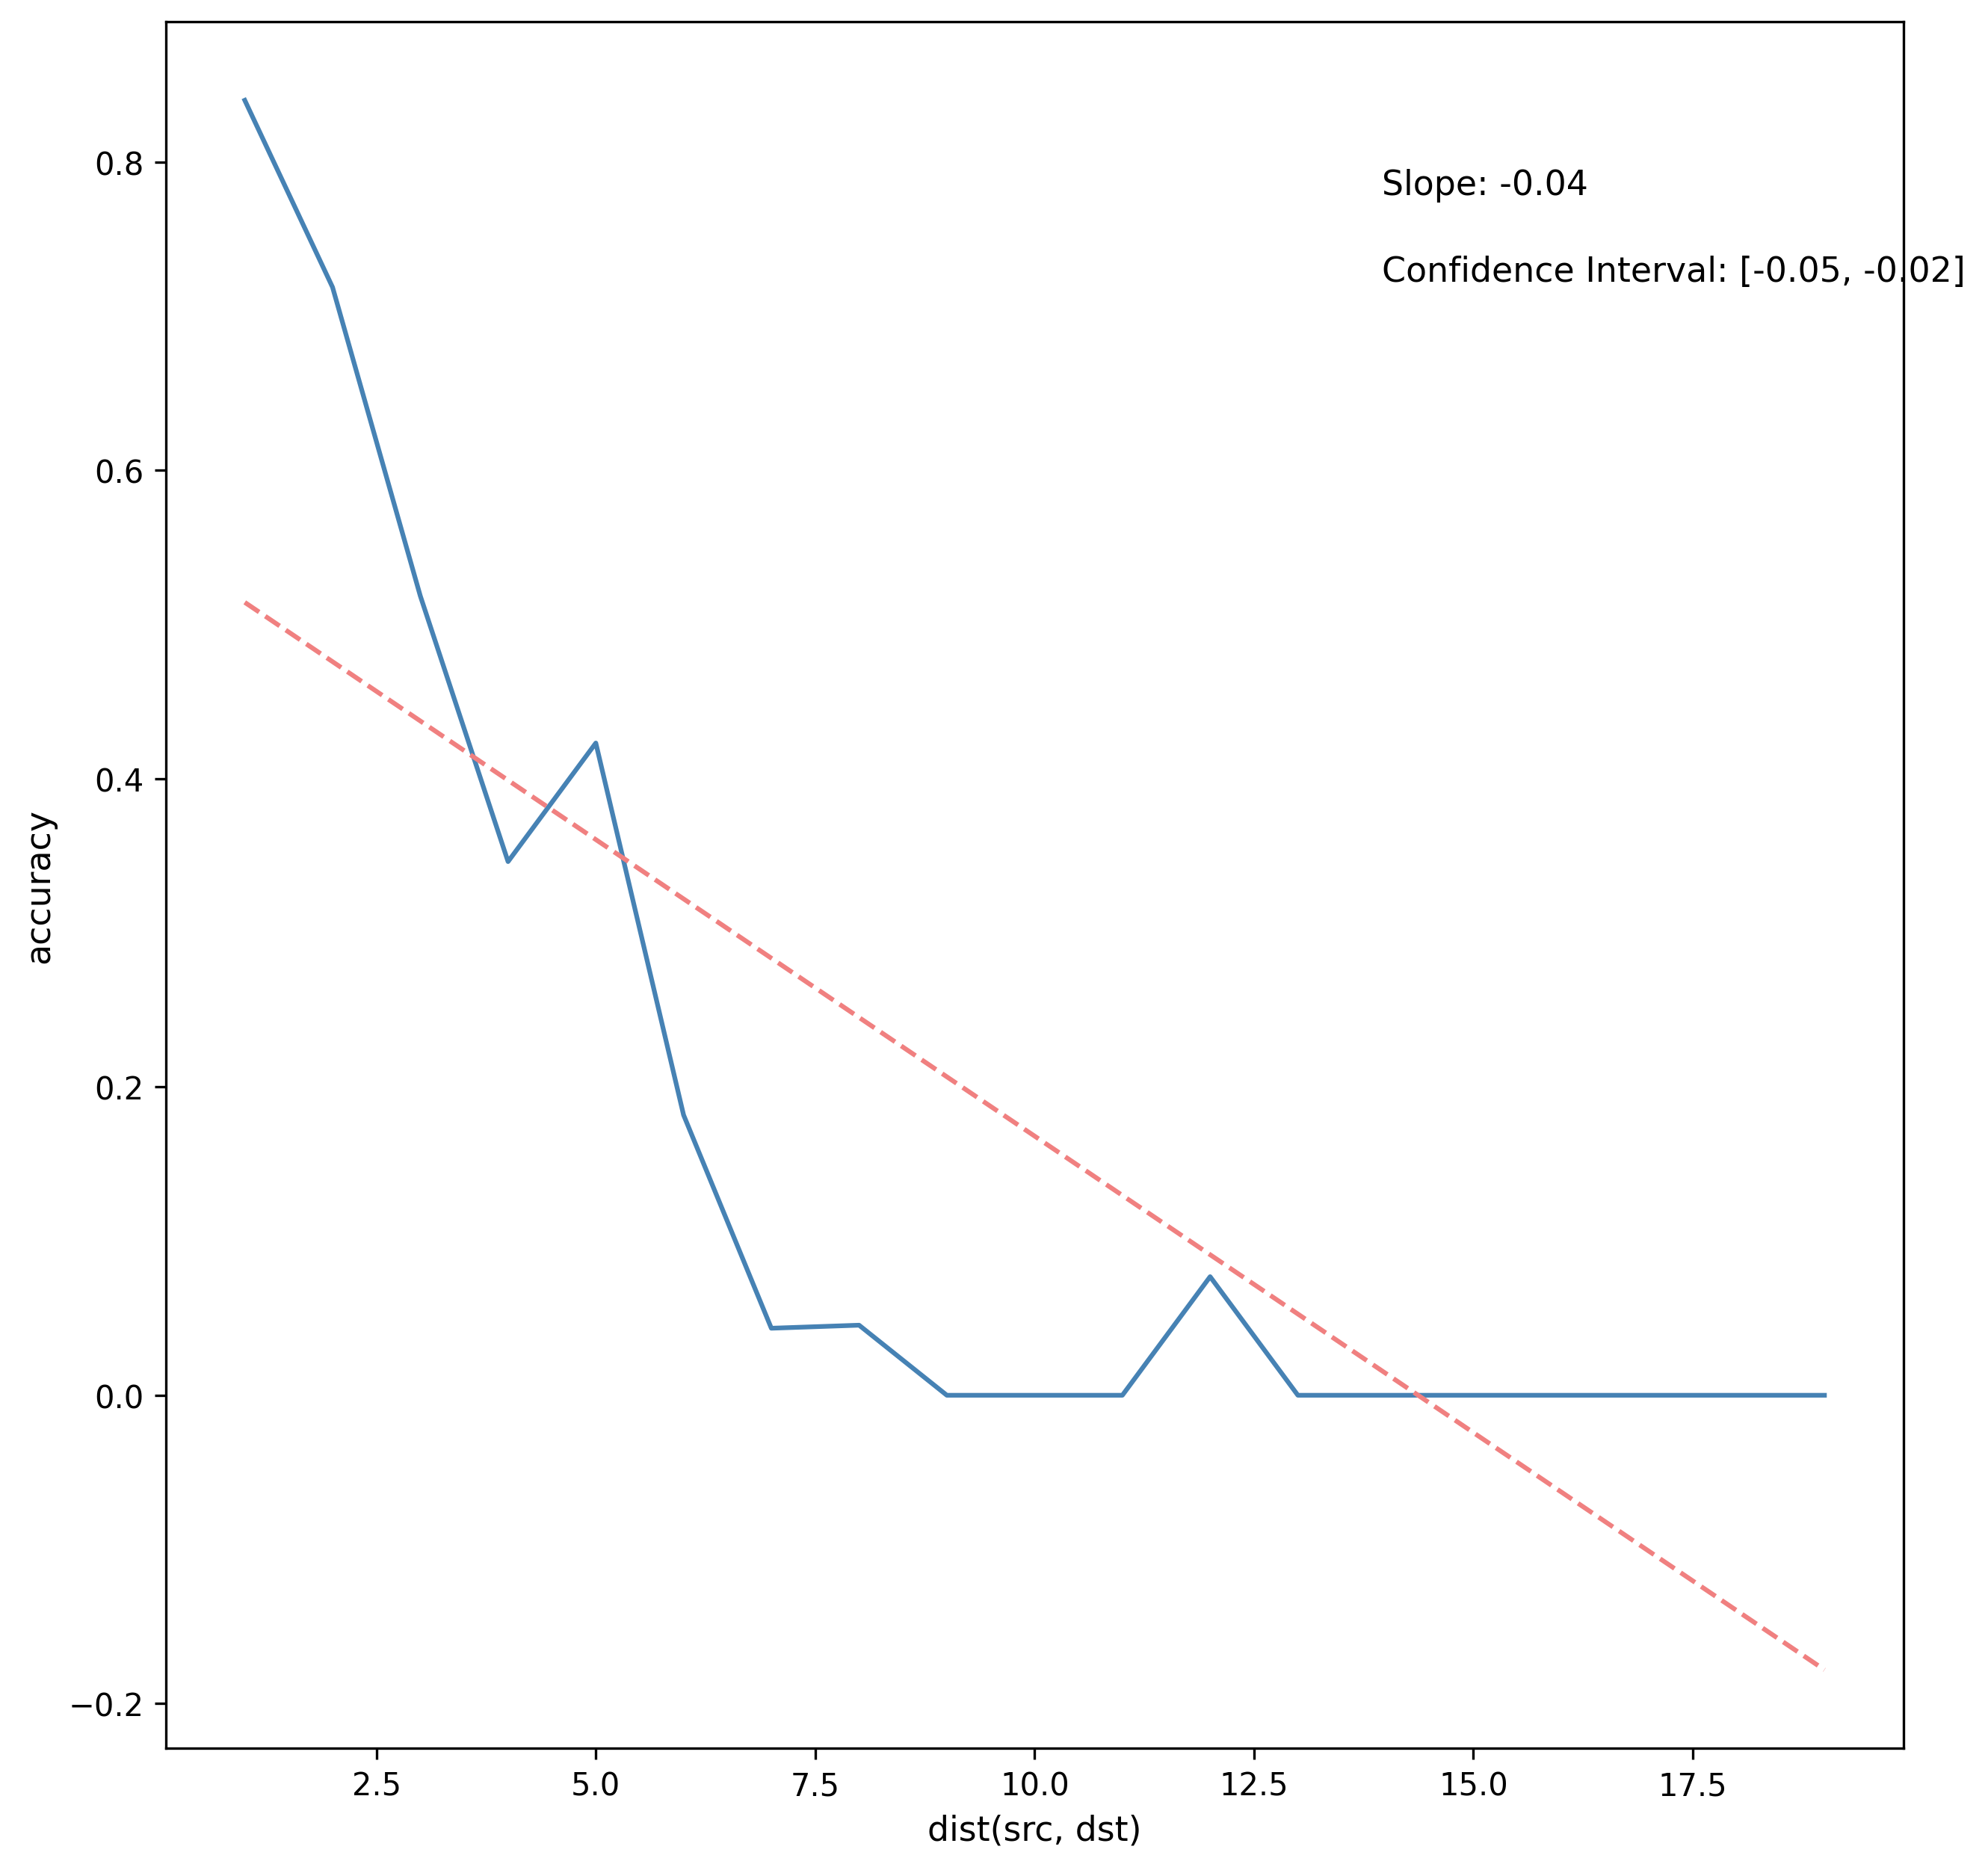 0.8
0.6
0.4
0.2
0.0
−0.2
accuracy
Slope: -0.04
Confidence Interval: [-0.05, -0.02]
2.5 5.0 7.5 10.0 12.5 15.0 17.5
dist(src, dst)